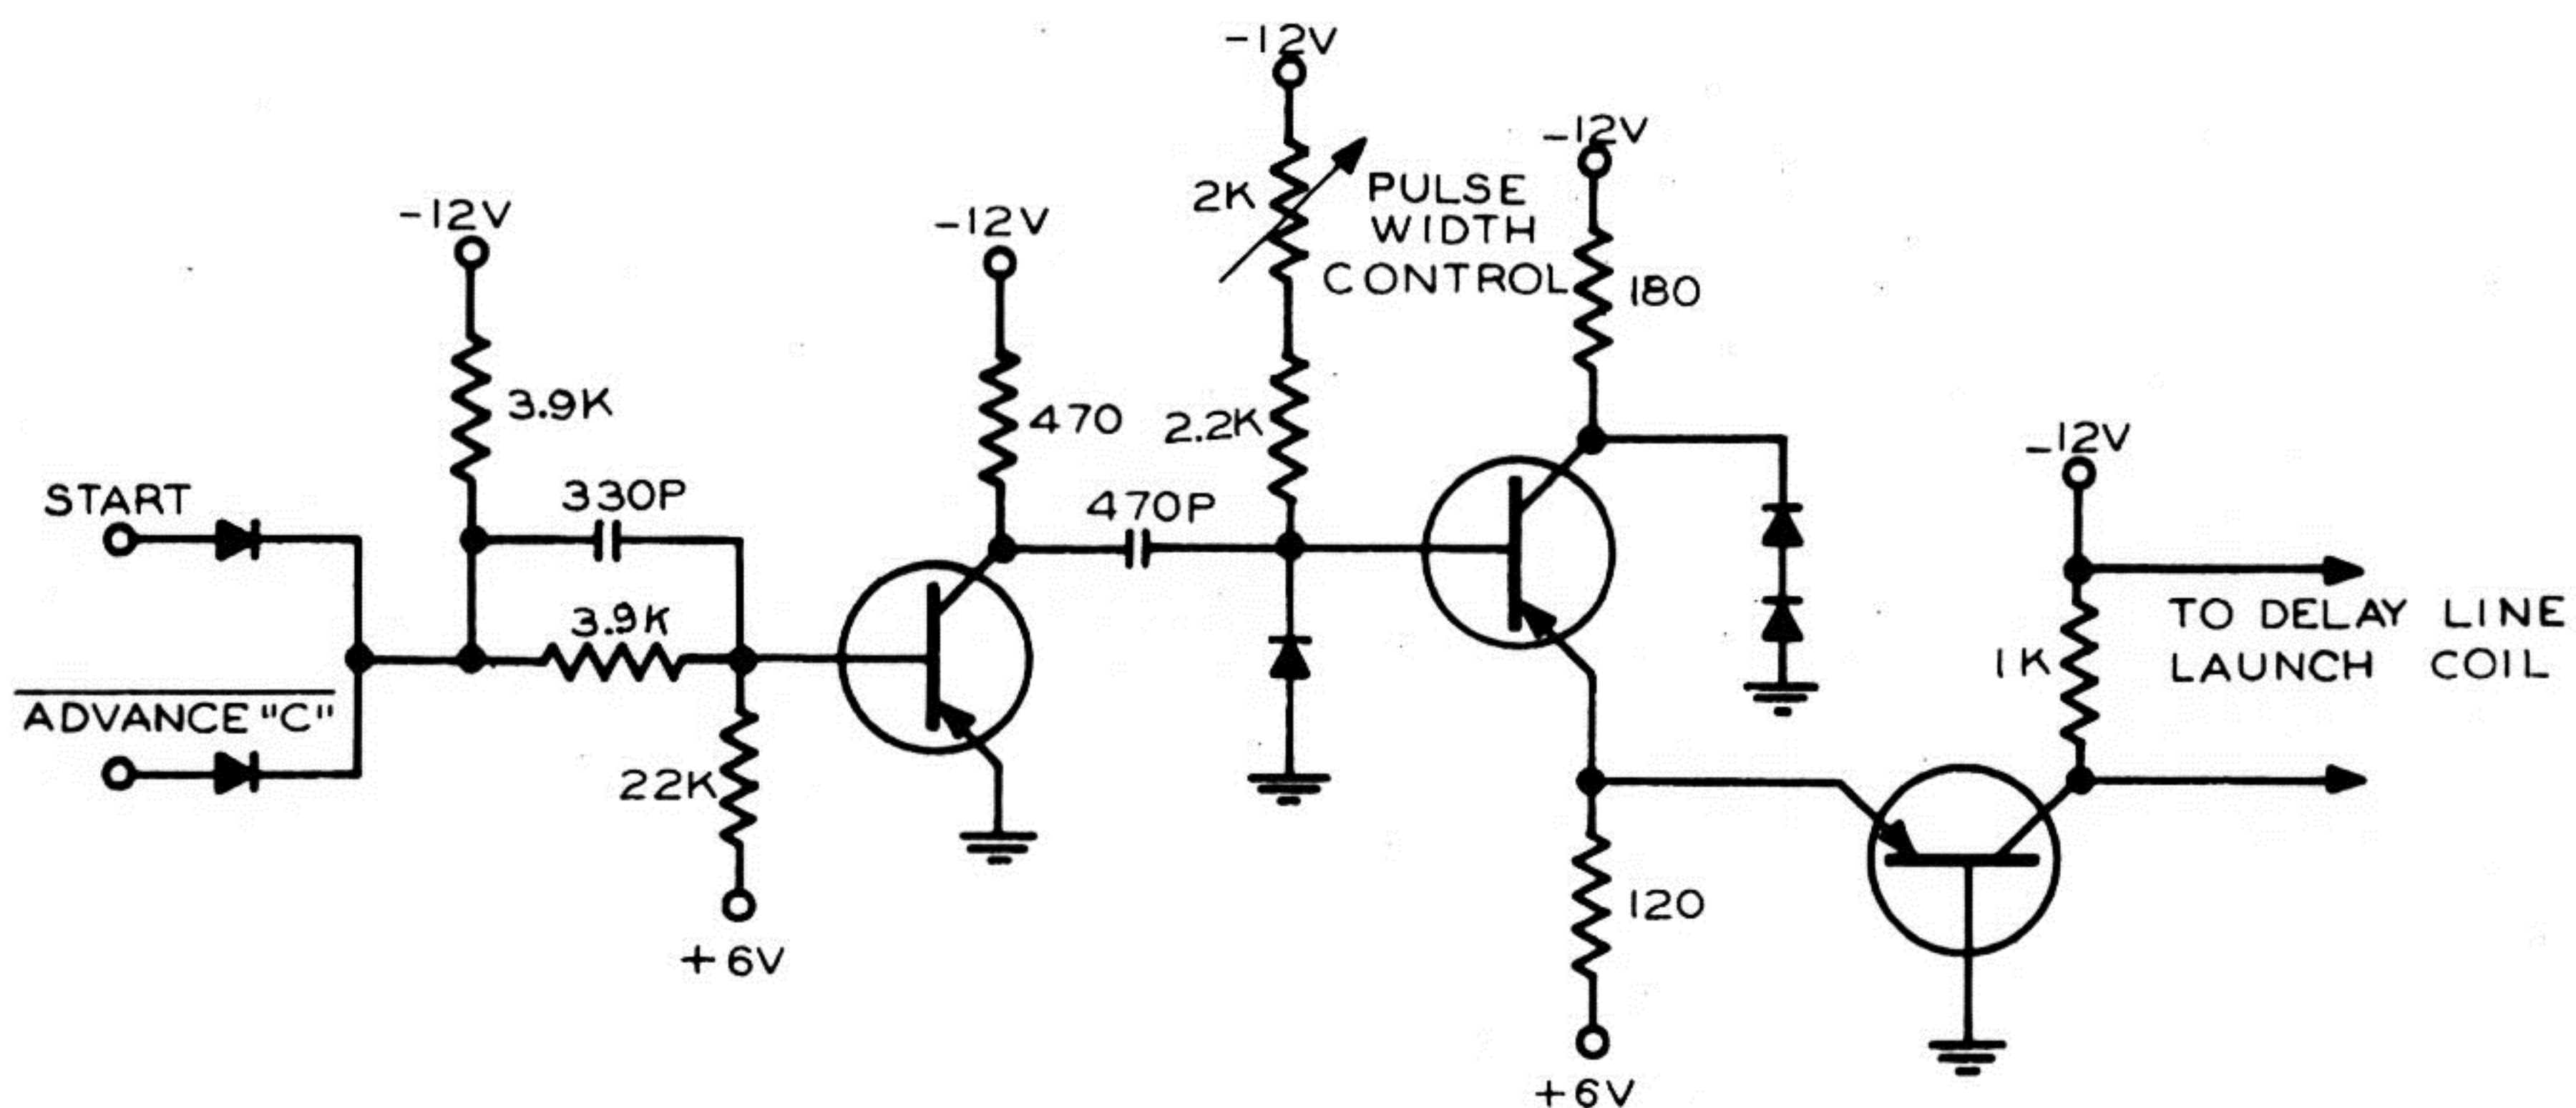 -12V
-12V
2K
PULSE
WIDTH
CONTROL
-12V
-12V
180
3.9K
470
2.2K
-12V
START
330P
470P
3.9K
TO DELAY LINE
LAUNCH COIL
1K
ADVANCE "C"
22K
120
+6V
+6V